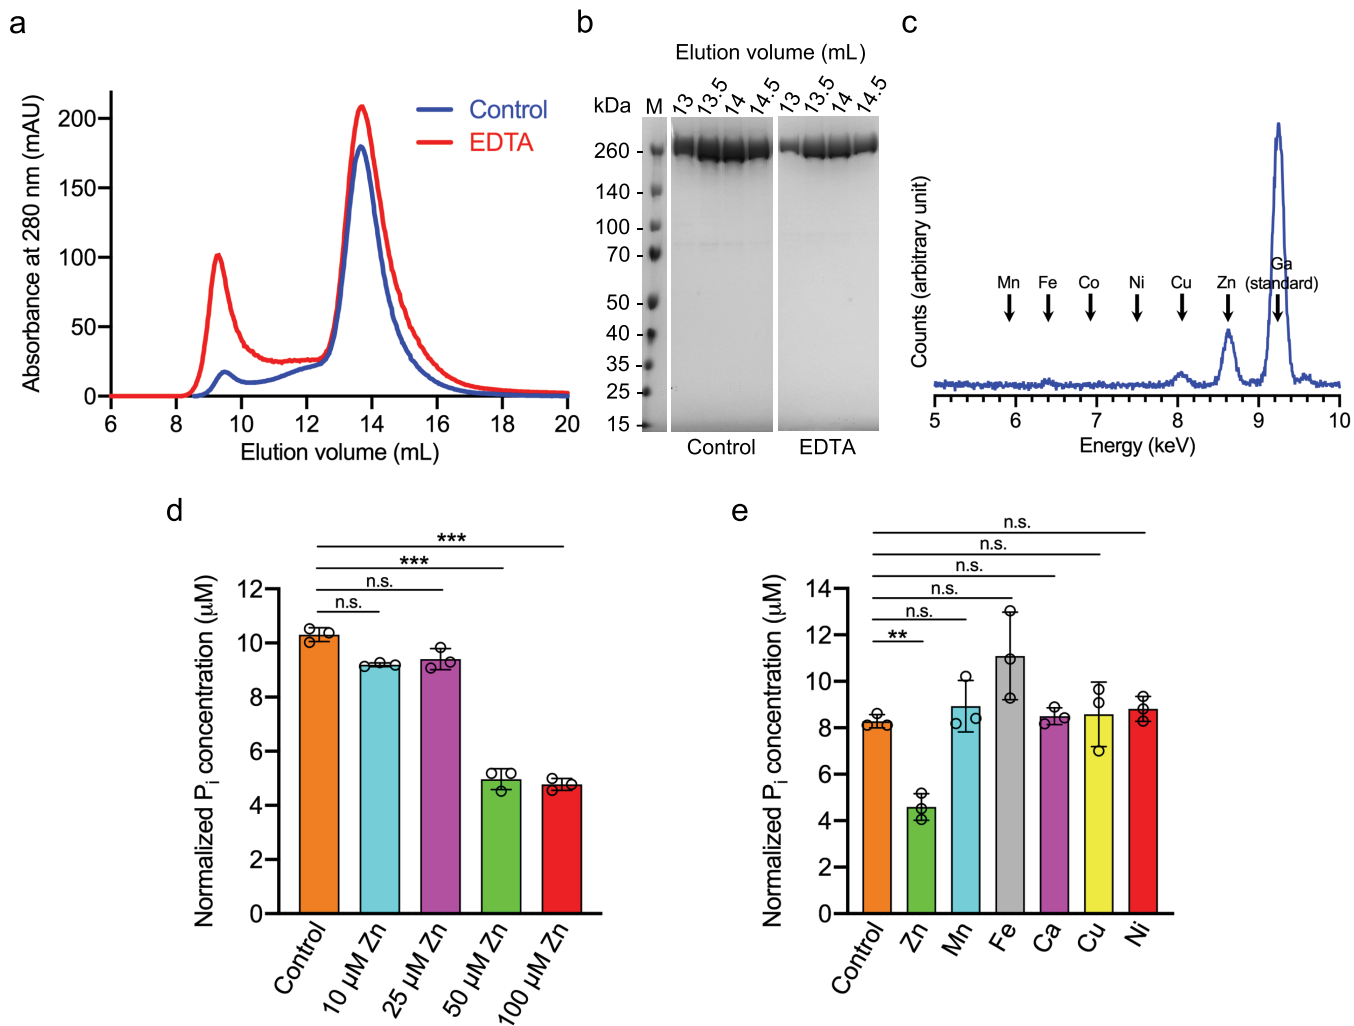 a
Absorbance at 280 nm (mAU)
200
150
100
50
0
6 8 10 12 14 16 18 20
Elution volume (mL)
Control
EDTA
b
Elution volume (mL)
kDa M 13 13.5 14 14.5 13 13.5 14 14.5
260
140
100
70
50
40
35
25
15
Control EDTA
c
Counts (arbitrary unit)
Mn Fe Co Ni Cu Zn Ga
(standard)
5 6 7 8 9 10
Energy (keV)
d
Normalized Pi concentration (μM)
***
***
n.s.
n.s.
12
10
8
6
4
2
0
Control 10 μM Zn 25 μM Zn 50 μM Zn 100 μM Zn
e
Normalized Pi concentration (μM)
n.s.
n.s.
n.s.
n.s.
n.s.
**
14
12
10
8
6
4
2
0
Control Zn Mn Fe Ca Cu Ni